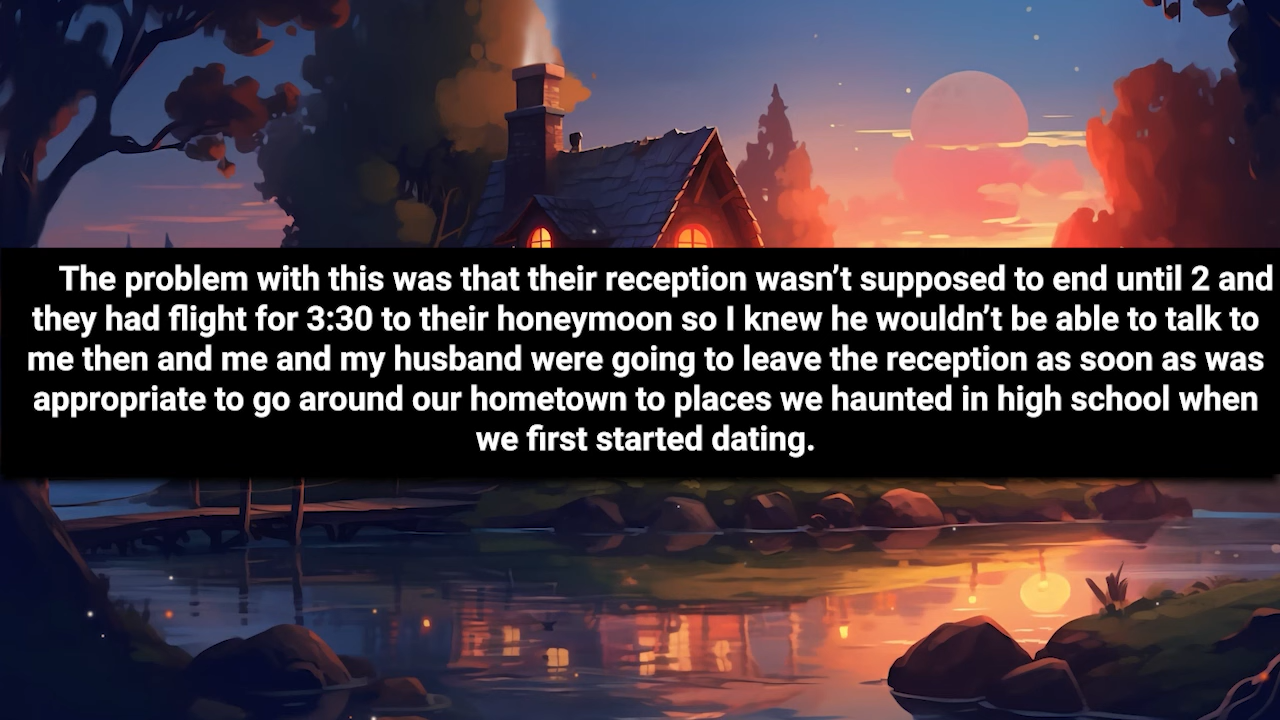 The problem with this was that their reception wasn’t supposed to end until 2 and
they had flight for 3:30 to their honeymoon so I knew he wouldn’t be able to talk to
me then and me and my husband were going to leave the reception as soon as was
appropriate to go around our hometown to places we haunted in high school when
we first started dating.